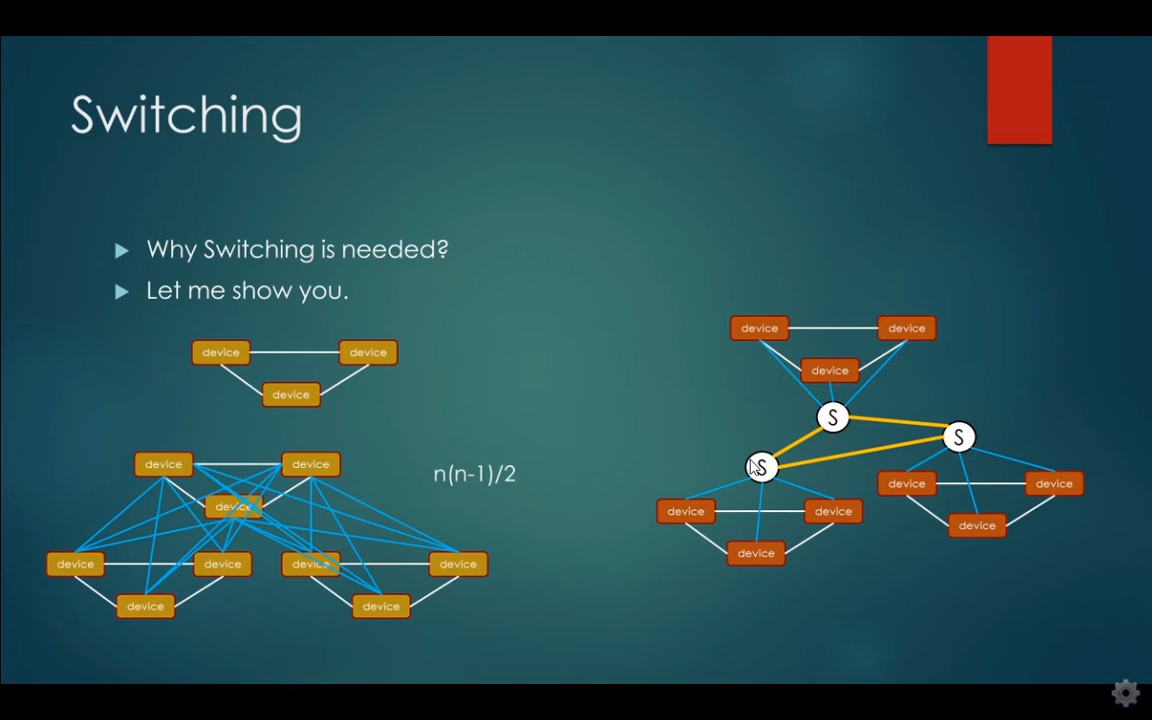 Switching
Why Switching is needed?
Let me show you.
device device
device
device device
device
n(n-1)/2
device device device device
device device
device device
device
S
S
S
device device
device
device device
device